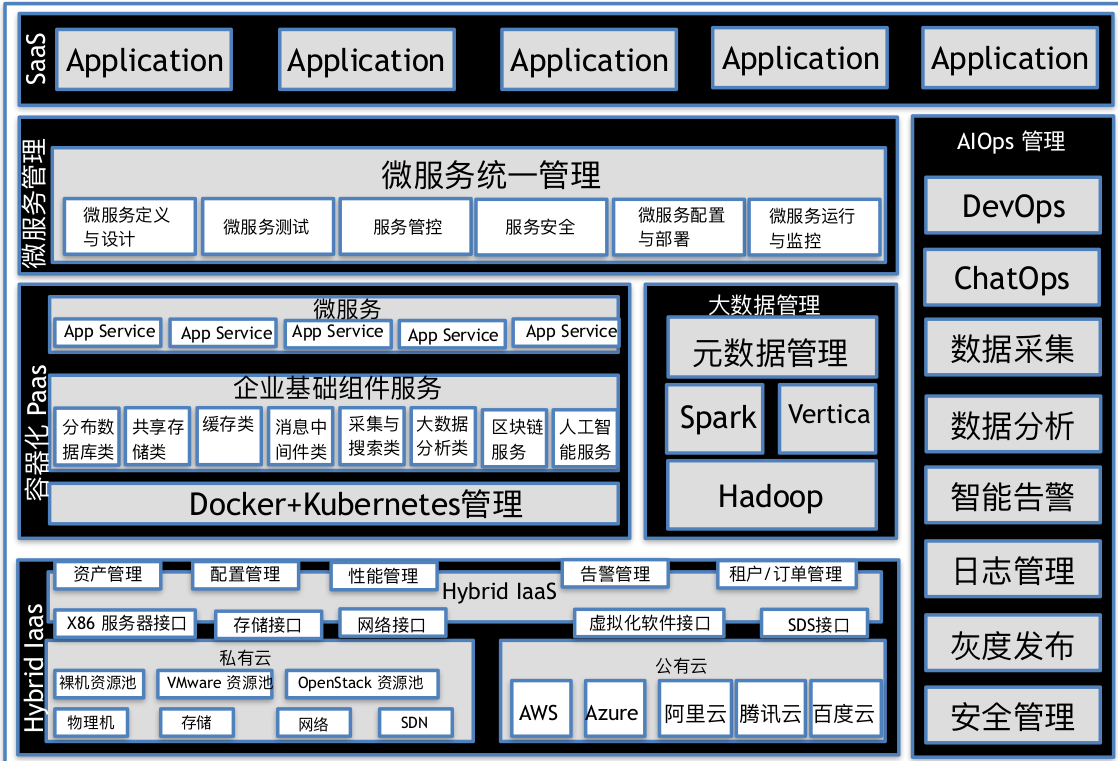 SaaS
Application
Application
Application
Application
Application
微服务管理
微服务统一管理
微服务定义
与设计
微服务测试
服务管控
服务安全
微服务配置
与部署
微服务运行
与监控
容器化 Paas
微服务
App Service
App Service
App Service
App Service
App Service
企业基础组件服务
分布数
据库类
共享存
储类
缓存类
消息中
间件类
采集与
搜索类
大数据
分析类
区块链
服务
人工智
能服务
Docker+Kubernetes管理
大数据管理
元数据管理
Spark
Vertica
Hadoop
Hybrid Iaas
资产管理
配置管理
性能管理
告警管理
租户/订单管理
Hybrid IaaS
X86 服务器接口
存储接口
网络接口
虚拟化软件接口
SDS接口
私有云
裸机资源池
VMware 资源池
OpenStack 资源池
物理机
存储
网络
SDN
公有云
AWS
Azure
阿里云
腾讯云
百度云
AIOps 管理
DevOps
ChatOps
数据采集
数据分析
智能告警
日志管理
灰度发布
安全管理